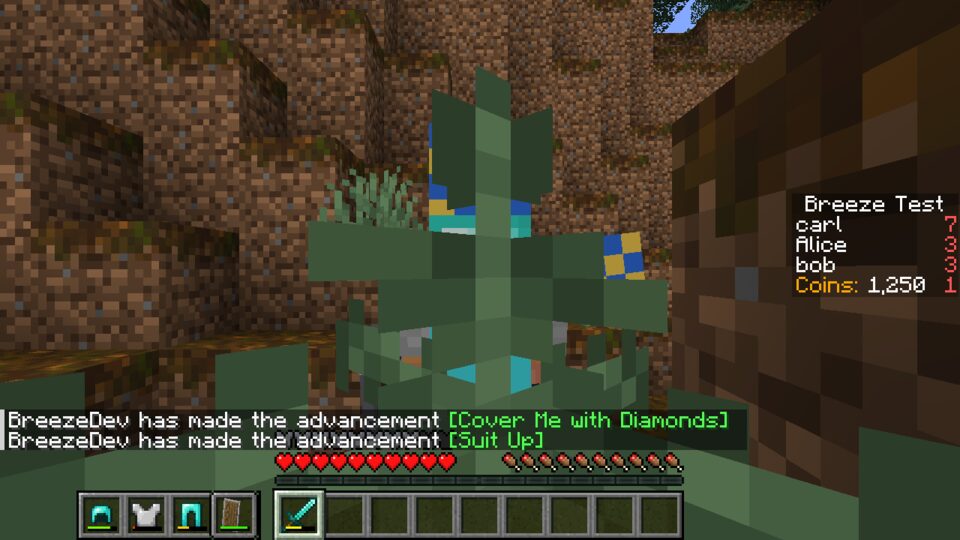 Breeze Test
carl 7
Alice 3
bob 3
Coins: 1,250 1
BreezeDev has made the advancement [Cover Me with Diamonds]
BreezeDev has made the advancement [Suit Up]